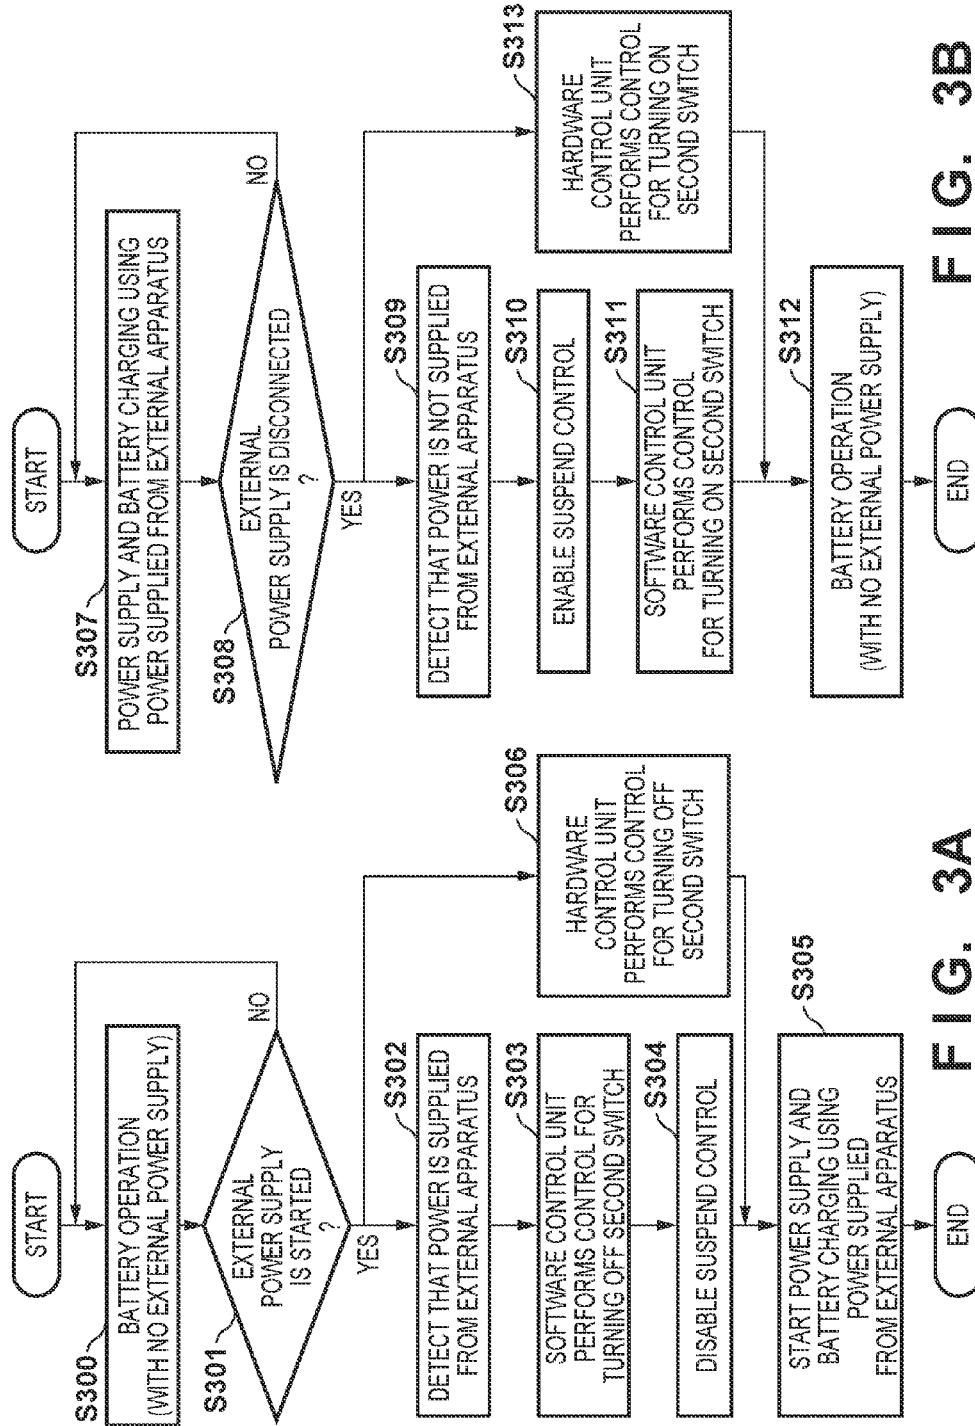 START
S300
BATTERY OPERATION
(WITH NO EXTERNAL POWER SUPPLY)
S301
EXTERNAL
POWER SUPPLY
IS STARTED
?
NO
YES
S302
DETECT THAT POWER IS SUPPLIED
FROM EXTERNAL APPARATUS
S303
SOFTWARE CONTROL UNIT
PERFORMS CONTROL FOR
TURNING OFF SECOND SWITCH
S304
DISABLE SUSPEND CONTROL
S306
HARDWARE
CONTROL UNIT
PERFORMS CONTROL
FOR TURNING OFF
SECOND SWITCH
S305
START POWER SUPPLY AND
BATTERY CHARGING USING
POWER SUPPLIED
FROM EXTERNAL APPARATUS
END
FIG. 3A
START
S307
POWER SUPPLY AND BATTERY CHARGING USING
POWER SUPPLIED FROM EXTERNAL APPARATUS
S308
EXTERNAL
POWER SUPPLY IS DISCONNECTED
?
NO
YES
S309
DETECT THAT POWER IS NOT SUPPLIED
FROM EXTERNAL APPARATUS
S310
ENABLE SUSPEND CONTROL
S311
SOFTWARE CONTROL UNIT
PERFORMS CONTROL
FOR TURNING ON SECOND SWITCH
S313
HARDWARE
CONTROL UNIT
PERFORMS CONTROL
FOR TURNING ON
SECOND SWITCH
S312
BATTERY OPERATION
(WITH NO EXTERNAL POWER SUPPLY)
END
FIG. 3B